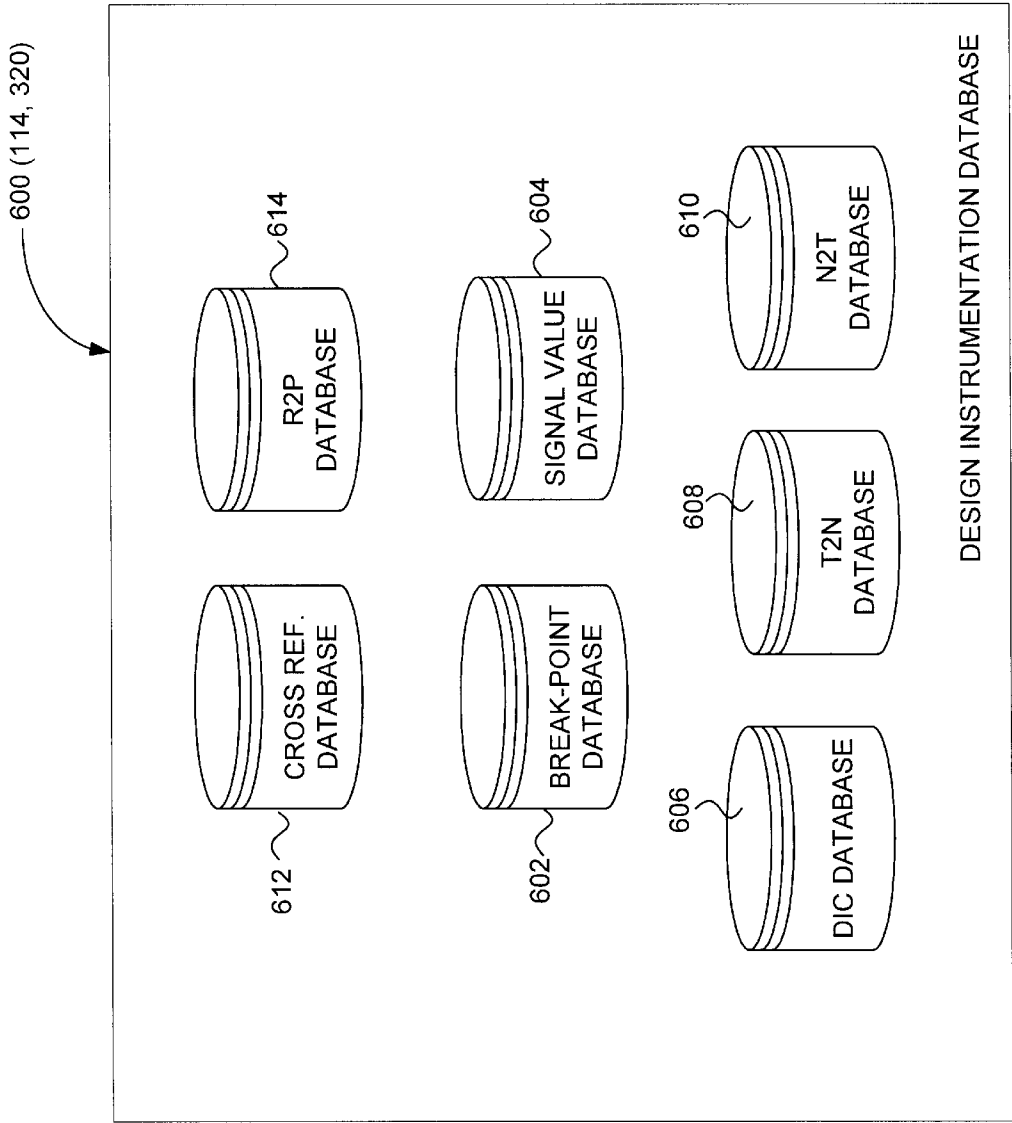 600 (114, 320)
612
CROSS REF.
DATABASE
614
R2P
DATABASE
602
BREAK-POINT
DATABASE
604
SIGNAL VALUE
DATABASE
606
DIC DATABASE
608
T2N
DATABASE
610
N2T
DATABASE
DESIGN INSTRUMENTATION DATABASE